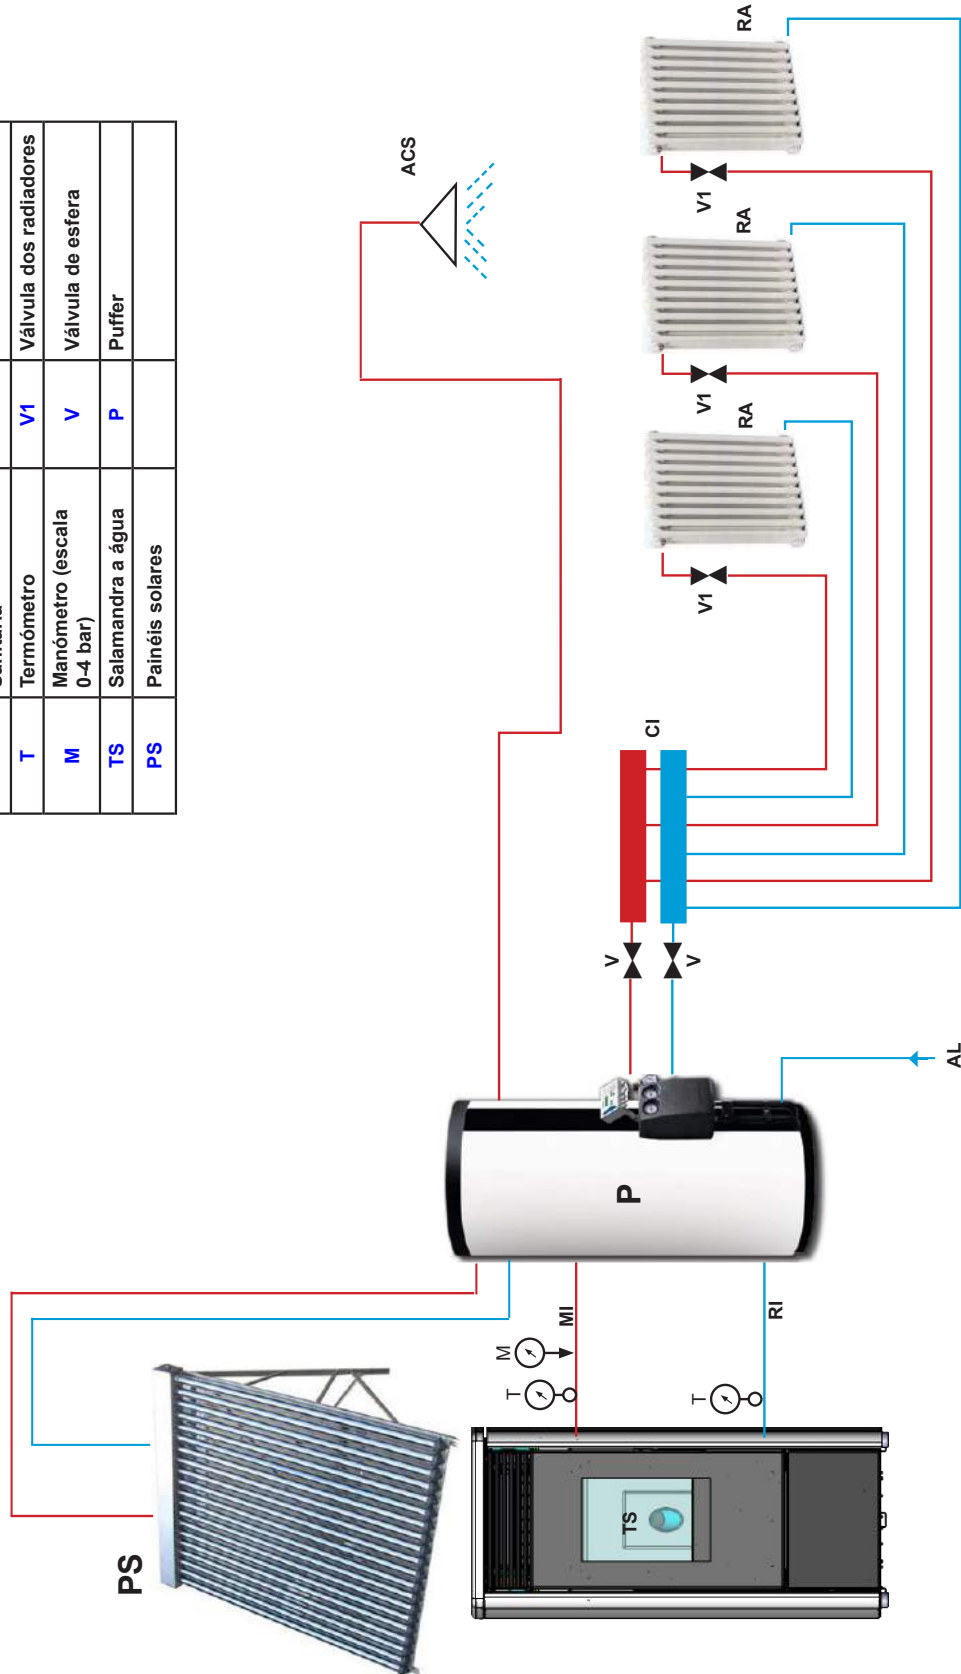 T Termómetro V1 Válvula dos radiadores
M Manómetro (escala
0-4 bar) V Válvula de esfera
TS Salamandra a água P Puffer
PS Painéis solares
PS
TS
T
M
T
MI
RI
P
AL
V
V
CI
V1
RA
V1
RA
V1
RA
ACS